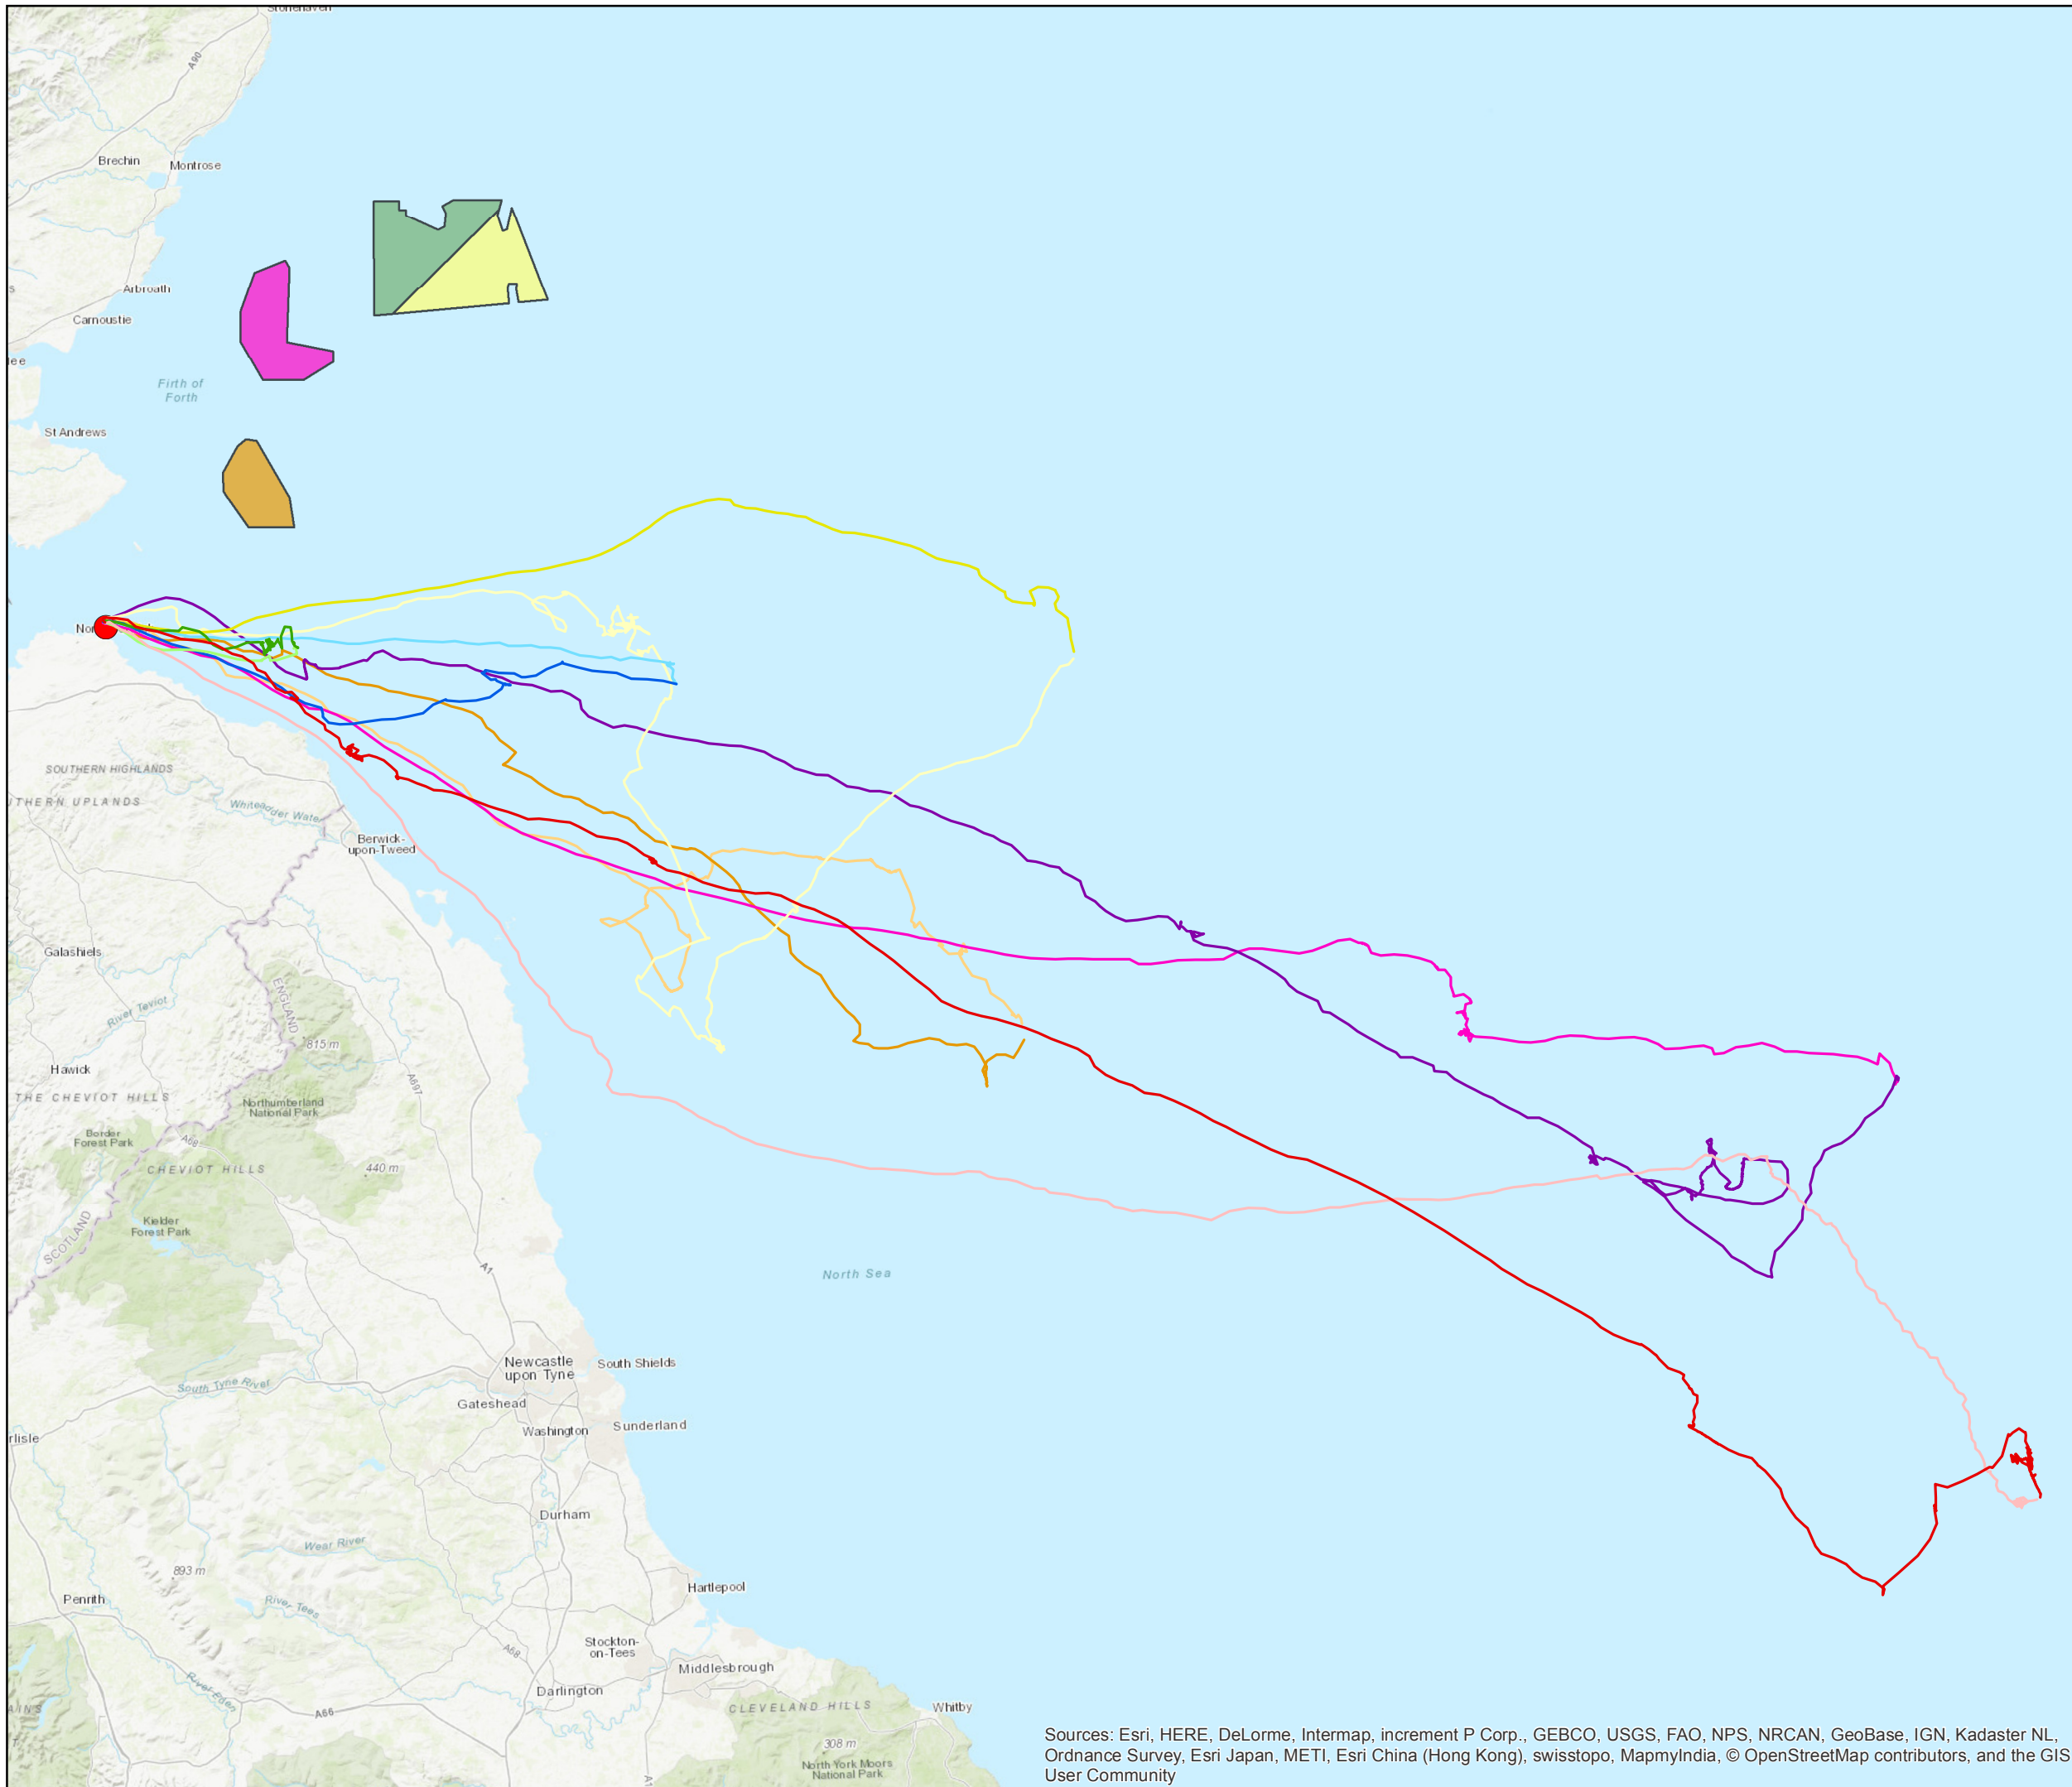 Stonehaven
A90
Brechin
Montrose
Arbroath
Carnoustie
Firth of
Forth
St Andrews
SOUTHERN HIGHLANDS
THERN UPLANDS
Whiteadder Water
Berwick-
upon-Tweed
Galashiels
River Teviot
ENGLAND
815 m
Hawick
A697
THE CHEVIOT HILLS
Northumberland
National Park
Border
Forest Park
A68
CHEVIOT HILLS
440 m
Kielder
Forest Park
SCOTLAND
A1
North Sea
Newcastle
upon Tyne
South Shields
South Tyne River
Gateshead
Sunderland
Washington
rlisle
Durham
Wear River
893 m
Hartlepool
Penrith
River Tees
Stockton-
on-Tees
A68
Middlesbrough
River Eden
Darlington
CLEVELAND HILLS
Whitby
A66
308 m
North York Moors
National Park
A1
Sources: Esri, HERE, DeLorme, Intermap, increment P Corp., GEBCO, USGS, FAO, NPS, NRCAN, GeoBase, IGN, Kadaster NL,
Ordnance Survey, Esri Japan, METI, Esri China (Hong Kong), swisstopo, MapmyIndia, © OpenStreetMap contributors, and the GIS
User Community